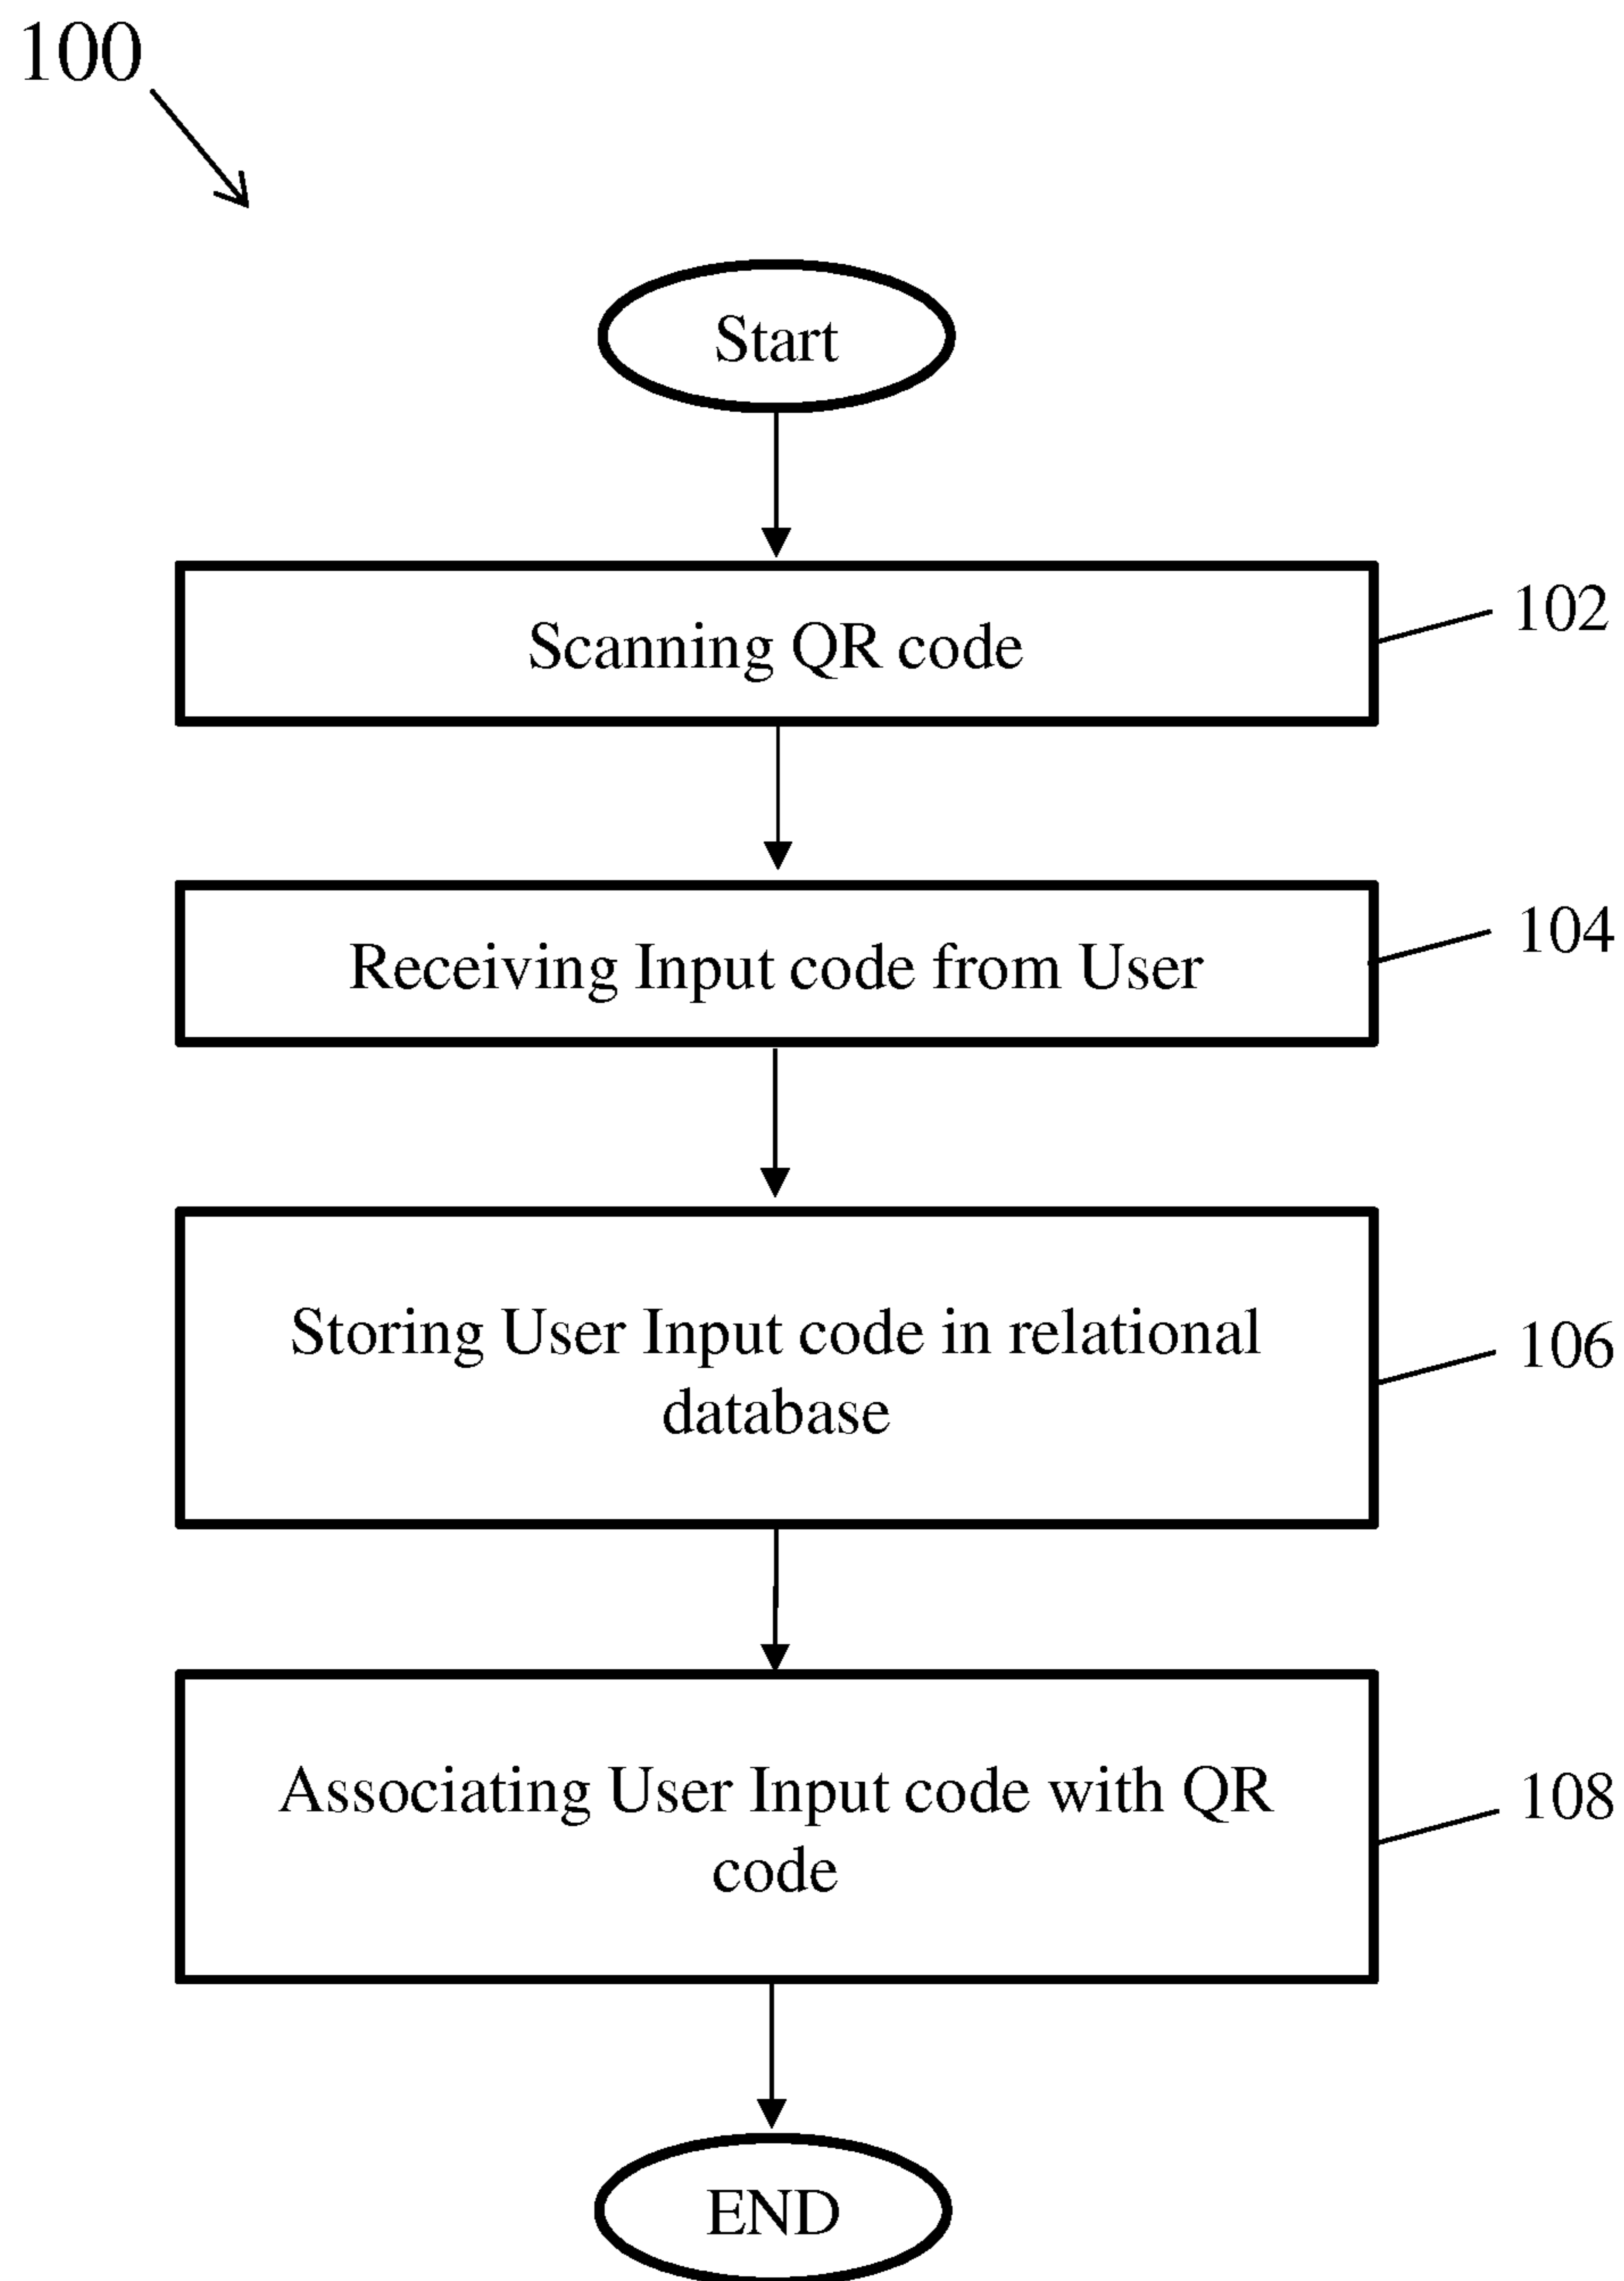 100
Start
Scanning QR code
102
Receiving Input code from User
104
Storing User Input code in relational
database
106
Associating User Input code with QR
code
108
END